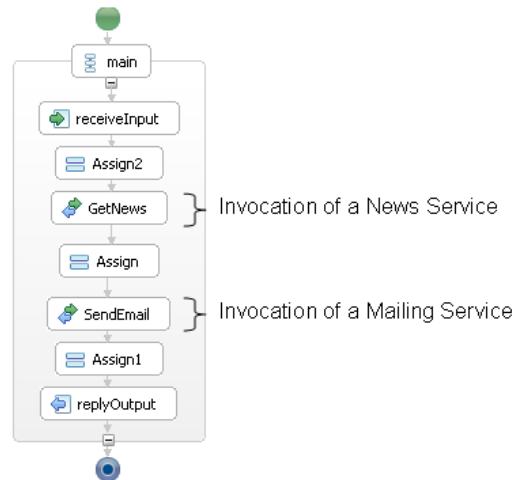 main
receiveInput
Assign2
GetNews
Invocation of a News Service
Assign
SendEmail
Invocation of a Mailing Service
Assign1
replyOutput